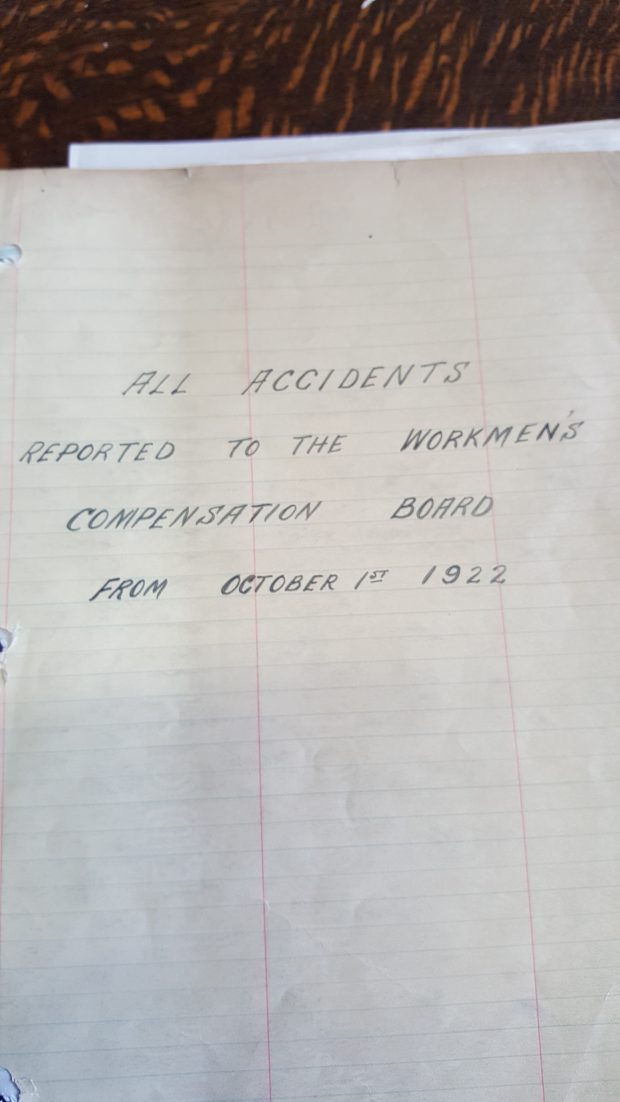 ALL ACCIDENTS
REPORTED TO THE WORKMEN'S
COMPENSATION BOARD
FROM OCTOBER 1ST 1922